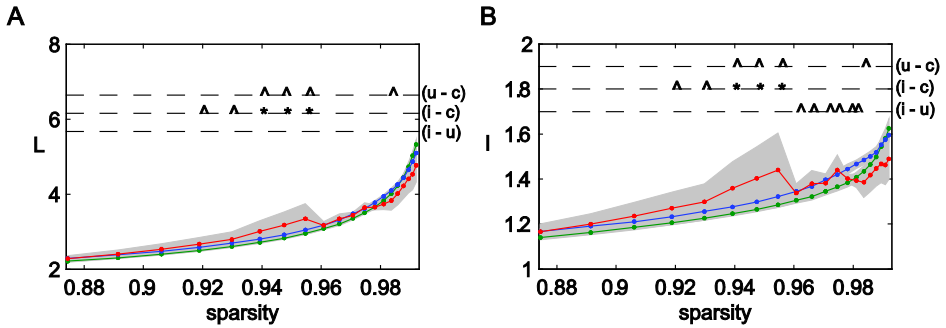 A
8
6
4
2
L
^ ^ ^ ^ (u - c)
^ ^ * * * (i - c)
(i - u)
0.88 0.9 0.92 0.94 0.96 0.98
sparsity
B
2
1.8
1.6
1.4
1.2
1
l
^ ^ ^ ^ (u - c)
^ ^ * * * (i - c)
^ ^ ^ ^ ^ ^ (i - u)
0.88 0.9 0.92 0.94 0.96 0.98
sparsity